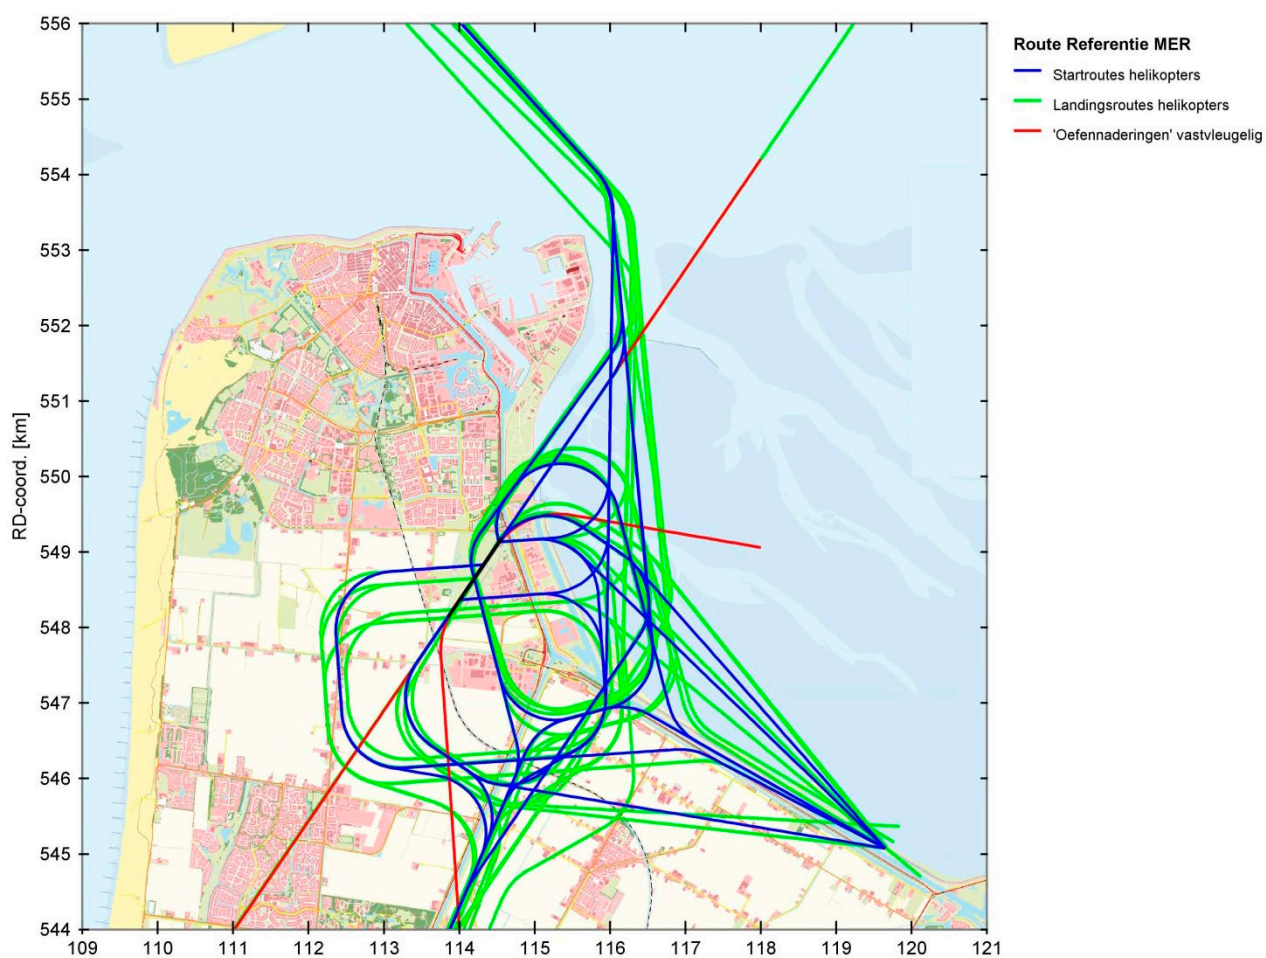 Route Referentie MER
Startroutes helikopters
Landingsroutes helikopters
'Oefennaderingen' vastvleugelig
RD-coord. [km]
556
555
554
553
552
551
550
549
548
547
546
545
544
109 110 111 112 113 114 115 116 117 118 119 120 121